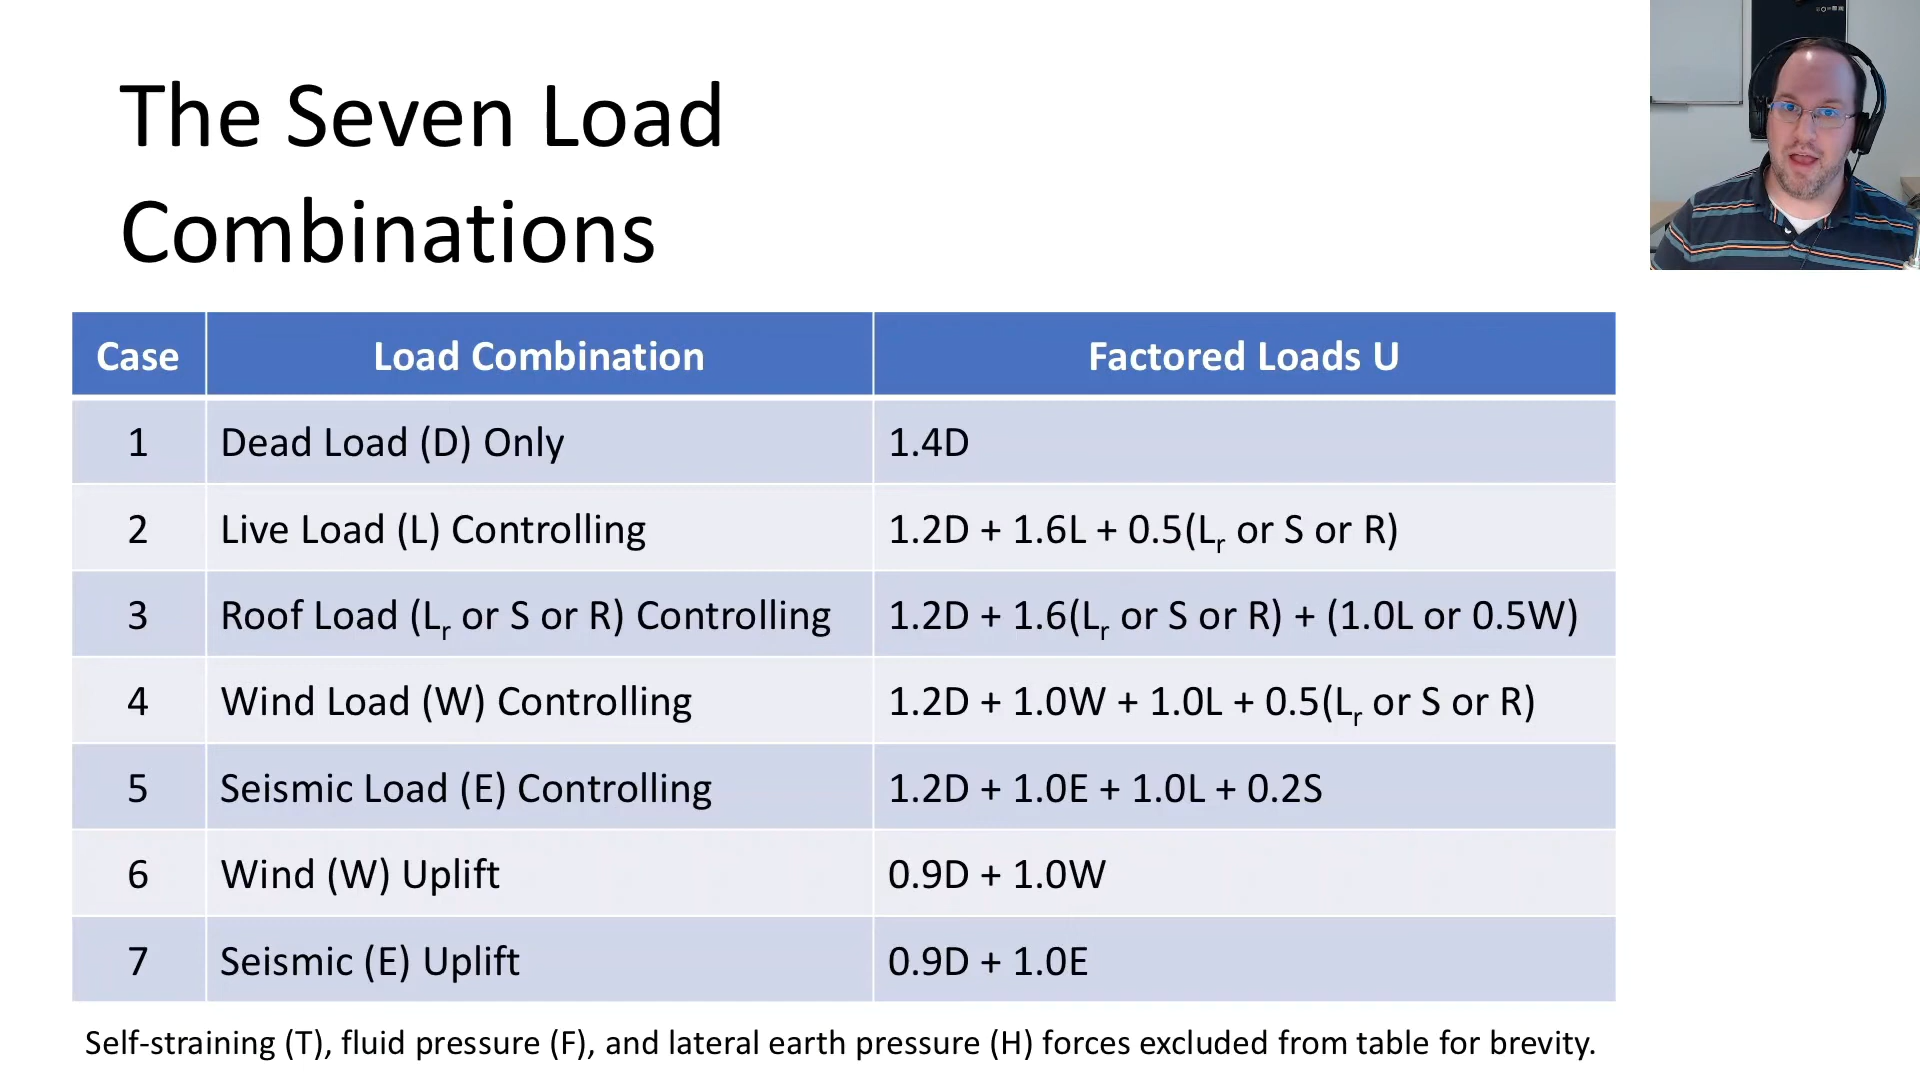 The Seven Load
Combinations
Case Load Combination Factored Loads U
1 Dead Load (D) Only 1.4D
2 Live Load (L) Controlling 1.2D + 1.6L + 0.5(Lr or S or R)
3 Roof Load (Lr or S or R) Controlling 1.2D + 1.6(Lr or S or R) + (1.0L or 0.5W)
4 Wind Load (W) Controlling 1.2D + 1.0W + 1.0L + 0.5(Lr or S or R)
5 Seismic Load (E) Controlling 1.2D + 1.0E + 1.0L + 0.2S
6 Wind (W) Uplift 0.9D + 1.0W
7 Seismic (E) Uplift 0.9D + 1.0E
Self-straining (T), fluid pressure (F), and lateral earth pressure (H) forces excluded from table for brevity.